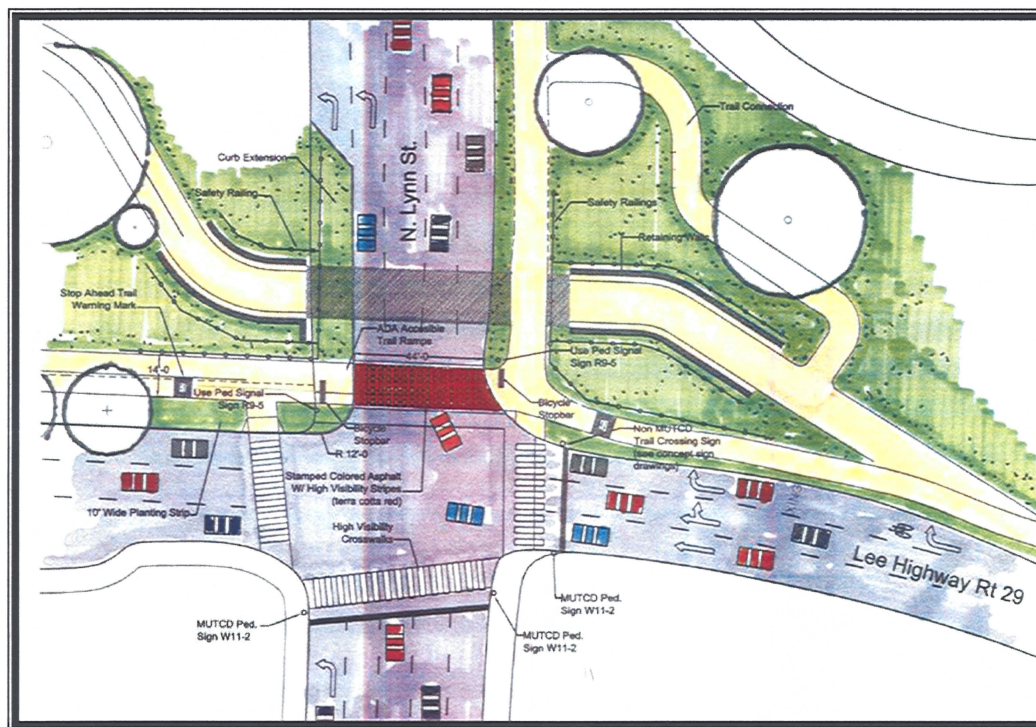 Trail Connection
N. Lynn St.
Curb Extension
Safety Railing
Safety Railings
Retaining Wall
Stop Ahead Trail
Warning Mark
ADA Accesible
Trail Ramps
44'-0
14'-0
Use Ped Signal
Sign R9-5
Use Ped Signal
Sign R9-5
Bicycle
Stopbar
Bicycle
Stopbar
R 12'-0
Non MUTCD
Trail Crossing Sign
(see concept sign
drawings)
Stamped Colored Asphalt
W/ High Visibility Stripes
(terra cotta red)
10" Wide Planting Strip
High Visibility
Crosswalks
Lee Highway Rt 29
MUTCD Ped.
Sign W11-2
MUTCD Ped.
Sign W11-2
MUTCD Ped.
Sign W11-2